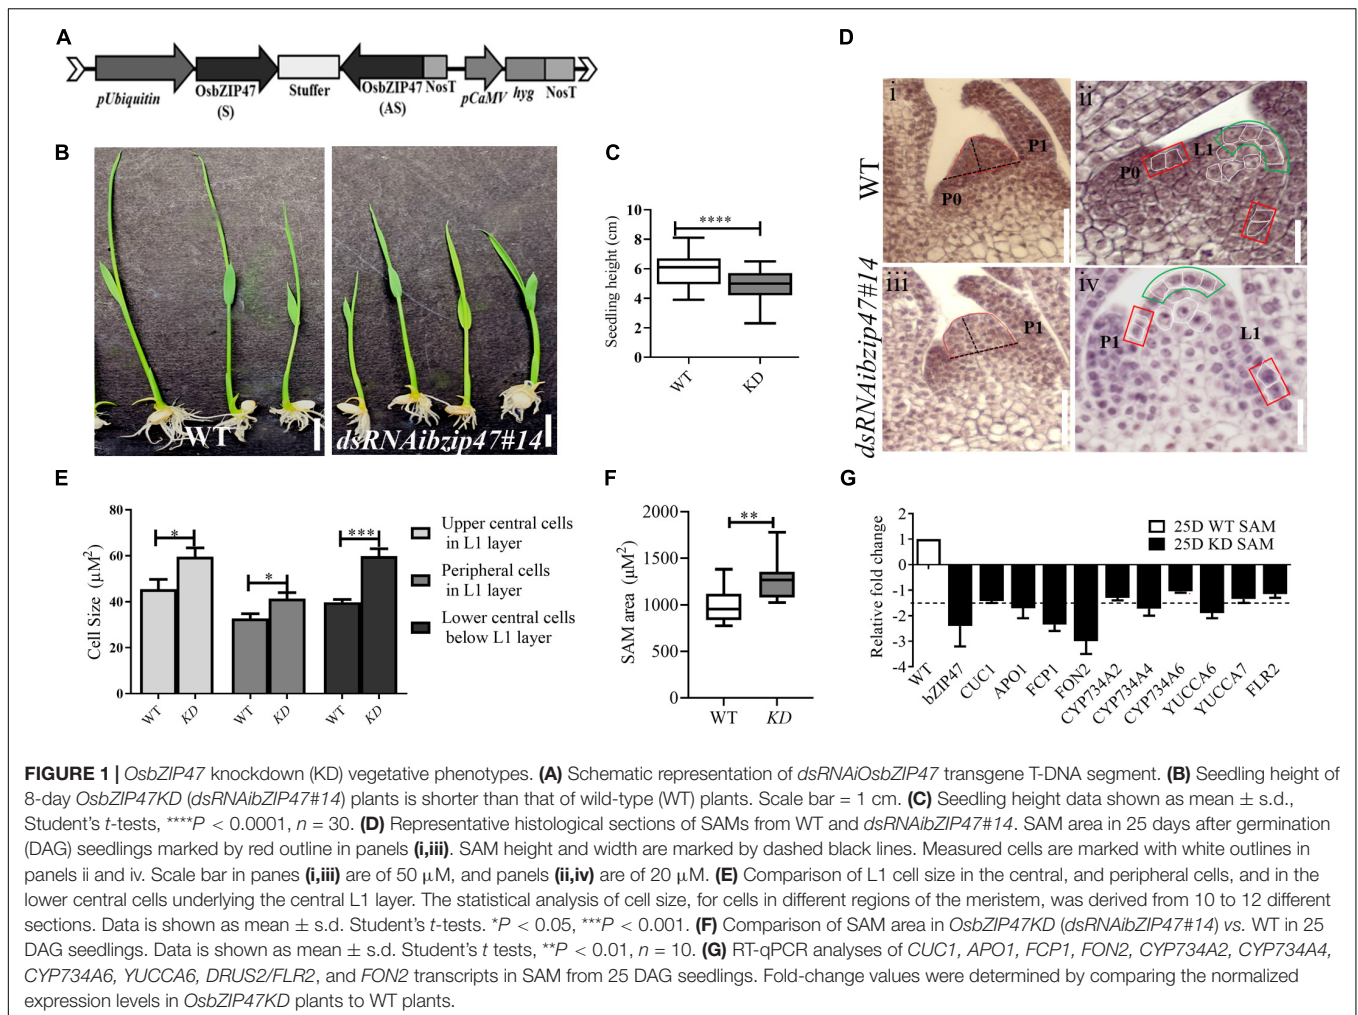 A
pUbiquitin
OsbZIP47
(S)
Stuffer
OsbZIP47
(AS)
NosT
pCaMV
hyg
NosT
B
WT
dsRNAibzip47#14
C
Seedling height (cm)
10
8
6
4
2
0
****
WT
KD
D
WT
dsRNAibzip47#14
i
P1
P0
ii
L1
P0
iii
P1
iv
P1
L1
E
Cell Size (μM²)
80
60
40
20
0
*
*
***
WT
KD
WT
KD
WT
KD
Upper central cells
in L1 layer
Peripheral cells
in L1 layer
Lower central cells
below L1 layer
F
SAM area (μM²)
2000
1500
1000
500
0
**
WT
KD
G
Relative fold change
2
1
0
-1
-2
-3
-4
25D WT SAM
25D KD SAM
WT
bZIP47
CUC1
APO1
FCP1
FON2
CYP734A2
CYP734A4
CYP734A6
YUCCA6
YUCCA7
FLR2
FIGURE 1 | OsbZIP47 knockdown (KD) vegetative phenotypes. (A) Schematic representation of dsRNAiOsbZIP47 transgene T-DNA segment. (B) Seedling height of
8-day OsbZIP47KD (dsRNAibZIP47#14) plants is shorter than that of wild-type (WT) plants. Scale bar = 1 cm. (C) Seedling height data shown as mean ± s.d.,
Student's t-tests, ****P < 0.0001, n = 30. (D) Representative histological sections of SAMs from WT and dsRNAibZIP47#14. SAM area in 25 days after germination
(DAG) seedlings marked by red outline in panels (i,iii). SAM height and width are marked by dashed black lines. Measured cells are marked with white outlines in
panels ii and iv. Scale bar in panes (i,iii) are of 50 μM, and panels (ii,iv) are of 20 μM. (E) Comparison of L1 cell size in the central, and peripheral cells, and in the
lower central cells underlying the central L1 layer. The statistical analysis of cell size, for cells in different regions of the meristem, was derived from 10 to 12 different
sections. Data is shown as mean ± s.d. Student's t-tests. *P < 0.05, ***P < 0.001. (F) Comparison of SAM area in OsbZIP47KD (dsRNAibZIP47#14) vs. WT in 25
DAG seedlings. Data is shown as mean ± s.d. Student's t tests, **P < 0.01, n = 10. (G) RT-qPCR analyses of CUC1, APO1, FCP1, FON2, CYP734A2, CYP734A4,
CYP734A6, YUCCA6, DRUS2/FLR2, and FON2 transcripts in SAM from 25 DAG seedlings. Fold-change values were determined by comparing the normalized
expression levels in OsbZIP47KD plants to WT plants.